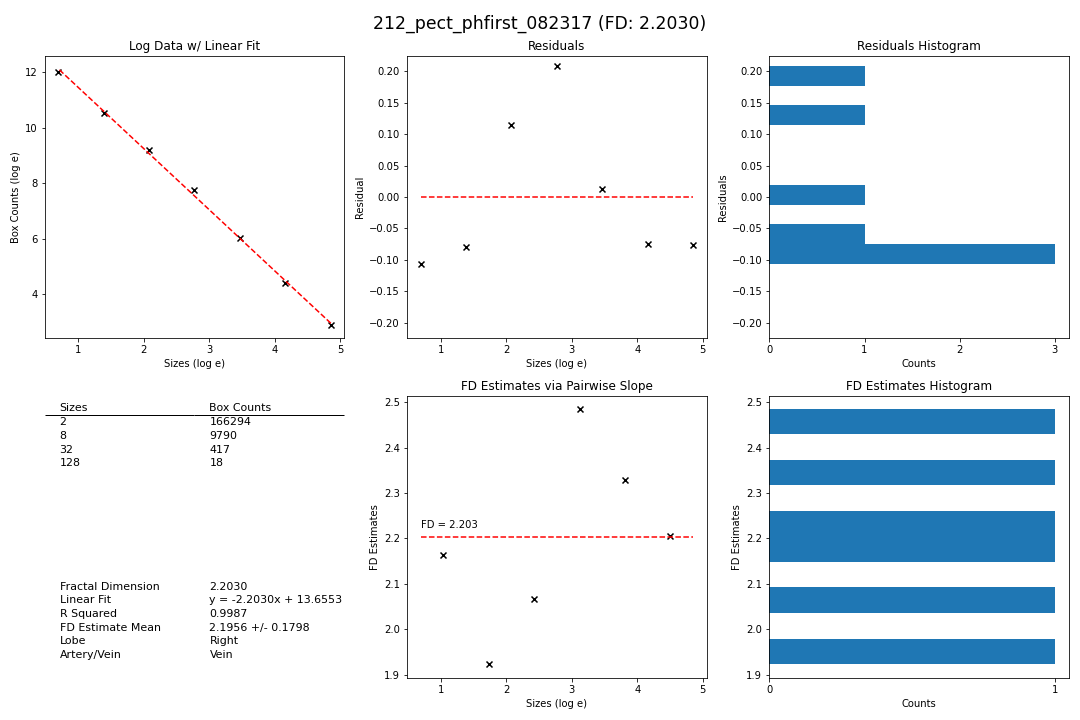 212_pect_phfirst_082317 (FD: 2.2030)
Log Data w/ Linear Fit
12
10
8
6
4
Box Counts (log e)
1 2 3 4 5
Sizes (log e)
Residuals
0.20
0.15
0.10
0.05
0.00
−0.05
−0.10
−0.15
−0.20
Residual
1 2 3 4 5
Sizes (log e)
Residuals Histogram
0.20
0.15
0.10
0.05
0.00
−0.05
−0.10
−0.15
−0.20
Residuals
0 1 2 3
Counts
Sizes Box Counts
2 166294
8 9790
32 417
128 18
Fractal Dimension 2.2030
Linear Fit y = -2.2030x + 13.6553
R Squared 0.9987
FD Estimate Mean 2.1956 +/- 0.1798
Lobe Right
Artery/Vein Vein
FD Estimates via Pairwise Slope
2.5
2.4
2.3
2.2
2.1
2.0
1.9
FD Estimates
FD = 2.203
1 2 3 4 5
Sizes (log e)
FD Estimates Histogram
2.5
2.4
2.3
2.2
2.1
2.0
1.9
FD Estimates
0 1
Counts